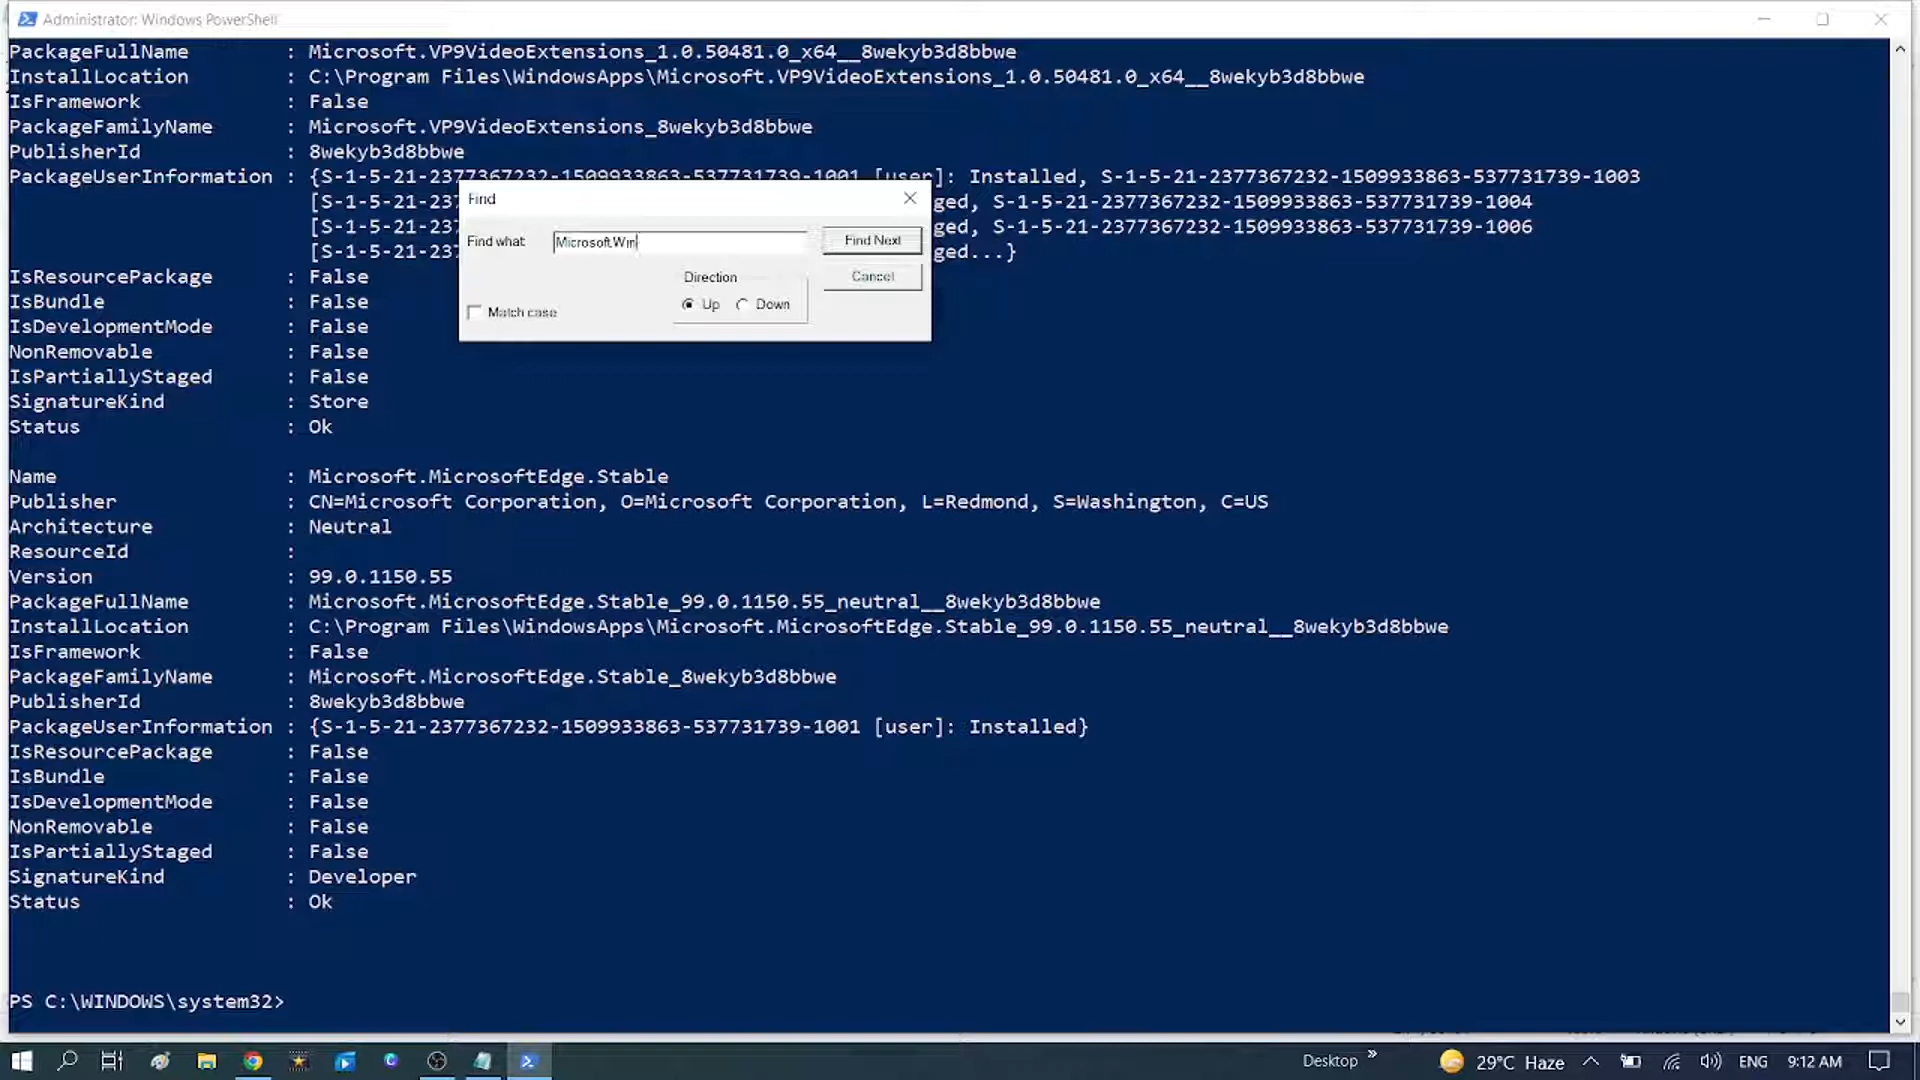 Administrator: Windows PowerShell
PackageFullName : Microsoft.VP9VideoExtensions_1.0.50481.0_x64__8wekyb3d8bbwe
InstallLocation : C:\Program Files\WindowsApps\Microsoft.VP9VideoExtensions_1.0.50481.0_x64__8wekyb3d8bbwe
IsFramework : False
PackageFamilyName : Microsoft.VP9VideoExtensions_8wekyb3d8bbwe
PublisherId : 8wekyb3d8bbwe
PackageUserInformation : {S-1-5-21-2377367232-1509933863-537731739-1001 [user]: Installed, S-1-5-21-2377367232-1509933863-537731739-1003
[S-1-5-21-237 ged, S-1-5-21-2377367232-1509933863-537731739-1004
[S-1-5-21-237 ged, S-1-5-21-2377367232-1509933863-537731739-1006
[S-1-5-21-237 ged...}
Find
Find what Microsoft.Win Find Next
Direction Cancel
Up Down
Match case
IsResourcePackage : False
IsBundle : False
IsDevelopmentMode : False
NonRemovable : False
IsPartiallyStaged : False
SignatureKind : Store
Status : Ok
Name : Microsoft.MicrosoftEdge.Stable
Publisher : CN=Microsoft Corporation, O=Microsoft Corporation, L=Redmond, S=Washington, C=US
Architecture : Neutral
ResourceId :
Version : 99.0.1150.55
PackageFullName : Microsoft.MicrosoftEdge.Stable_99.0.1150.55_neutral__8wekyb3d8bbwe
InstallLocation : C:\Program Files\WindowsApps\Microsoft.MicrosoftEdge.Stable_99.0.1150.55_neutral__8wekyb3d8bbwe
IsFramework : False
PackageFamilyName : Microsoft.MicrosoftEdge.Stable_8wekyb3d8bbwe
PublisherId : 8wekyb3d8bbwe
PackageUserInformation : {S-1-5-21-2377367232-1509933863-537731739-1001 [user]: Installed}
IsResourcePackage : False
IsBundle : False
IsDevelopmentMode : False
NonRemovable : False
IsPartiallyStaged : False
SignatureKind : Developer
Status : Ok
PS C:\WINDOWS\system32>
Desktop » 29°C Haze ENG 9:12 AM